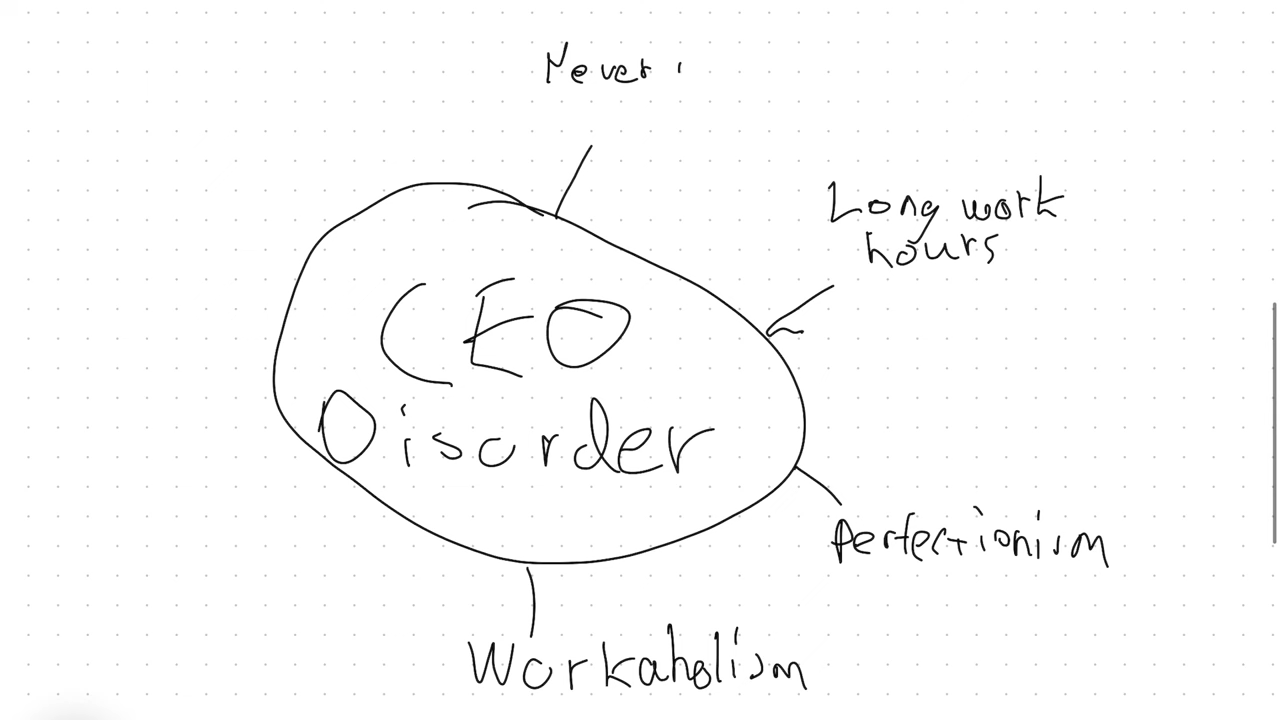 Never
Long work
hours
CEO
Disorder
Perfectionism
Workaholism